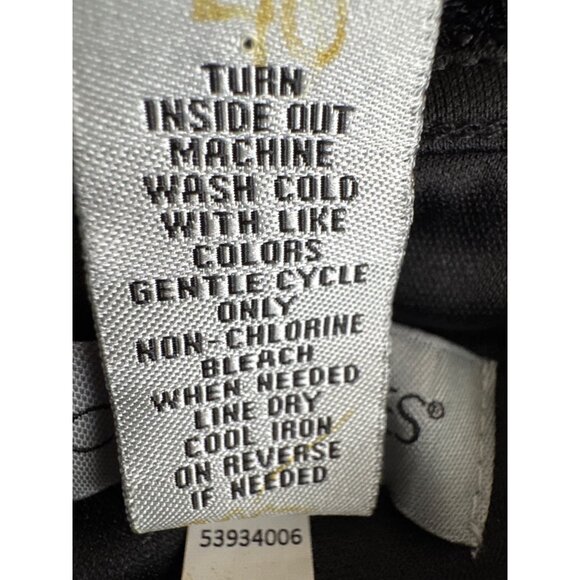 40
TURN
INSIDE OUT
MACHINE
WASH COLD
WITH LIKE
COLORS
GENTLE CYCLE
ONLY
NON-CHLORINE
BLEACH
WHEN NEEDED
LINE DRY
COOL IRON
ON REVERSE
IF NEEDED
53934006